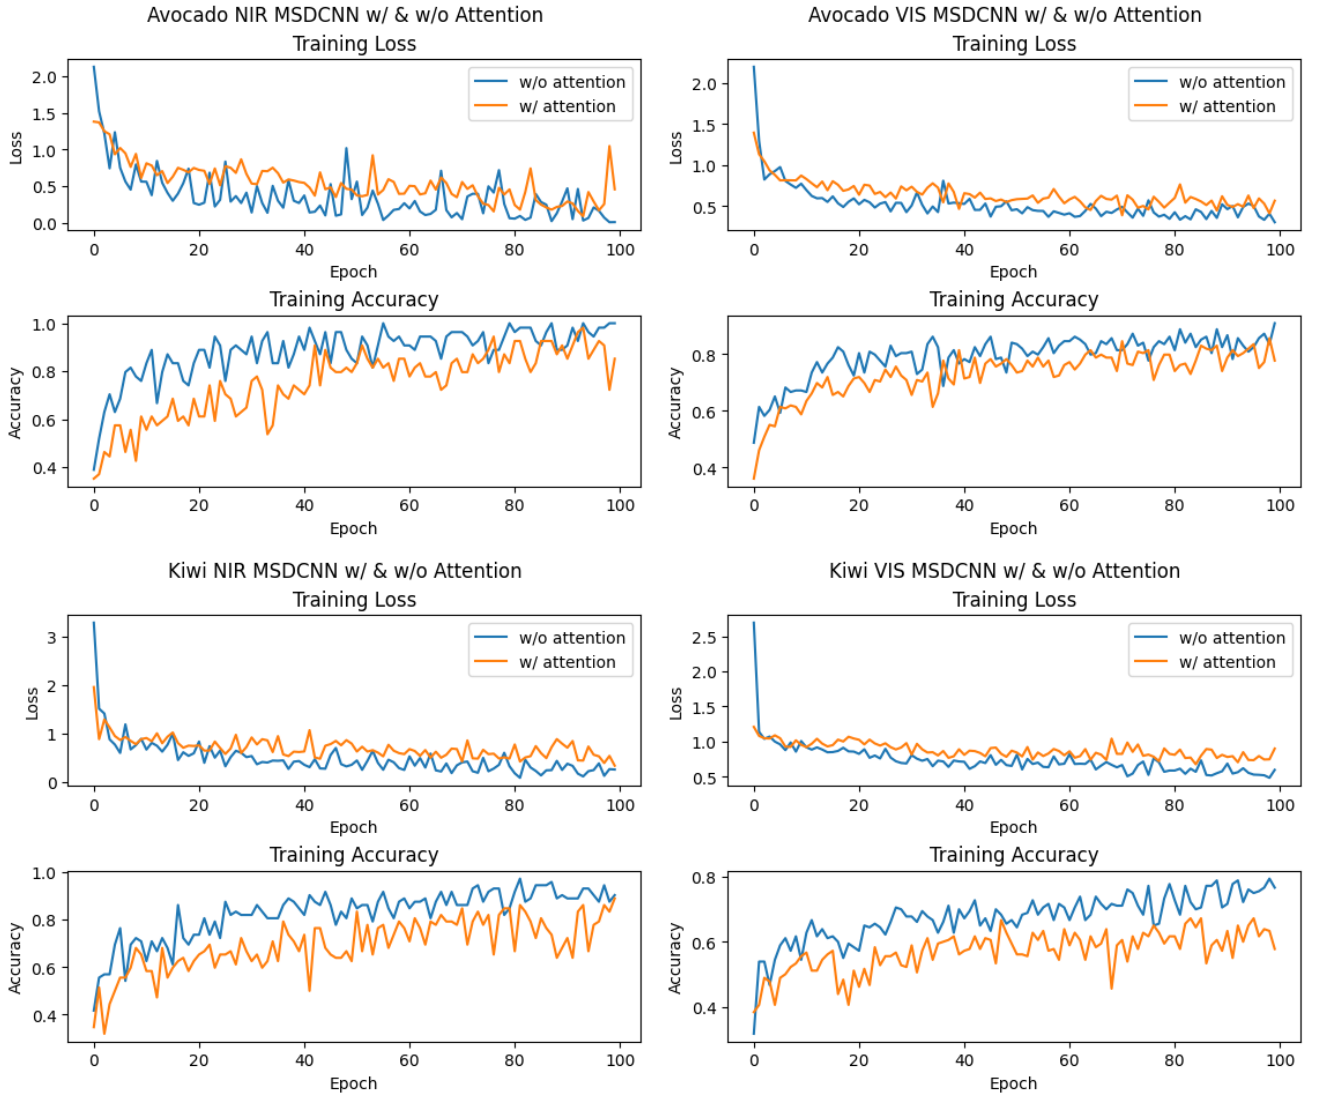 Avocado NIR MSDCNN w/ & w/o Attention
Training Loss
2.0
1.5
1.0
0.5
0.0
Loss
w/o attention
w/ attention
0 20 40 60 80 100
Epoch
Training Accuracy
1.0
0.8
0.6
0.4
Accuracy
0 20 40 60 80 100
Epoch
Avocado VIS MSDCNN w/ & w/o Attention
Training Loss
2.0
1.5
1.0
0.5
Loss
w/o attention
w/ attention
0 20 40 60 80 100
Epoch
Training Accuracy
0.8
0.6
0.4
Accuracy
0 20 40 60 80 100
Epoch
Kiwi NIR MSDCNN w/ & w/o Attention
Training Loss
3
2
1
0
Loss
w/o attention
w/ attention
0 20 40 60 80 100
Epoch
Training Accuracy
1.0
0.8
0.6
0.4
Accuracy
0 20 40 60 80 100
Epoch
Kiwi VIS MSDCNN w/ & w/o Attention
Training Loss
2.5
2.0
1.5
1.0
0.5
Loss
w/o attention
w/ attention
0 20 40 60 80 100
Epoch
Training Accuracy
0.8
0.6
0.4
Accuracy
0 20 40 60 80 100
Epoch